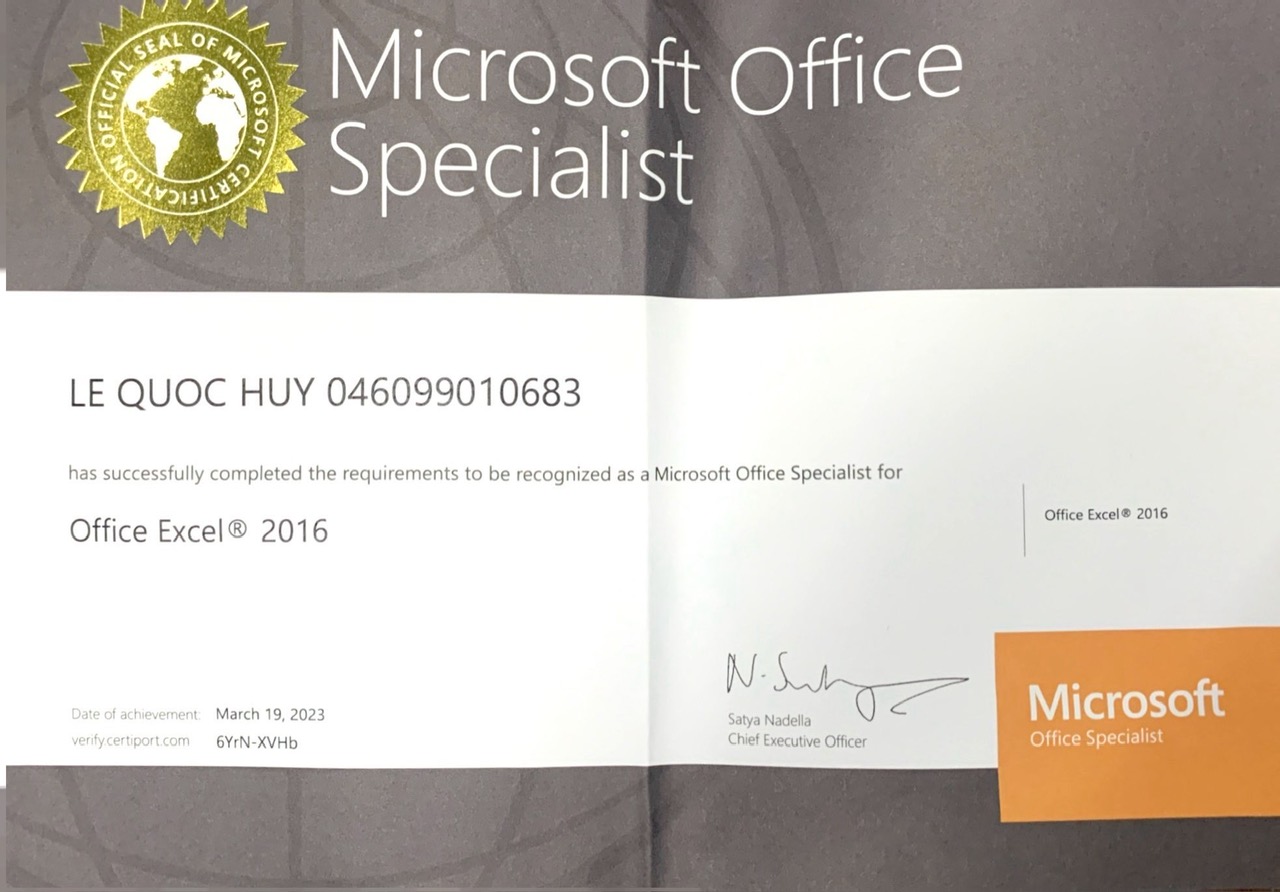 OFFICIAL SEAL OF MICROSOFT CERTIFICATION
Microsoft Office
Specialist
LE QUOC HUY 046099010683
has successfully completed the requirements to be recognized as a Microsoft Office Specialist for
Office Excel® 2016
Office Excel® 2016
Date of achievement: March 19, 2023
verify.certiport.com 6YrN-XVHb
N. Satya
Satya Nadella
Chief Executive Officer
Microsoft
Office Specialist